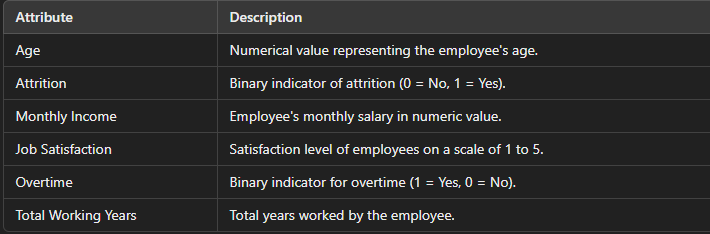 Attribute Description
Age Numerical value representing the employee's age.
Attrition Binary indicator of attrition (0 = No, 1 = Yes).
Monthly Income Employee's monthly salary in numeric value.
Job Satisfaction Satisfaction level of employees on a scale of 1 to 5.
Overtime Binary indicator for overtime (1 = Yes, 0 = No).
Total Working Years Total years worked by the employee.